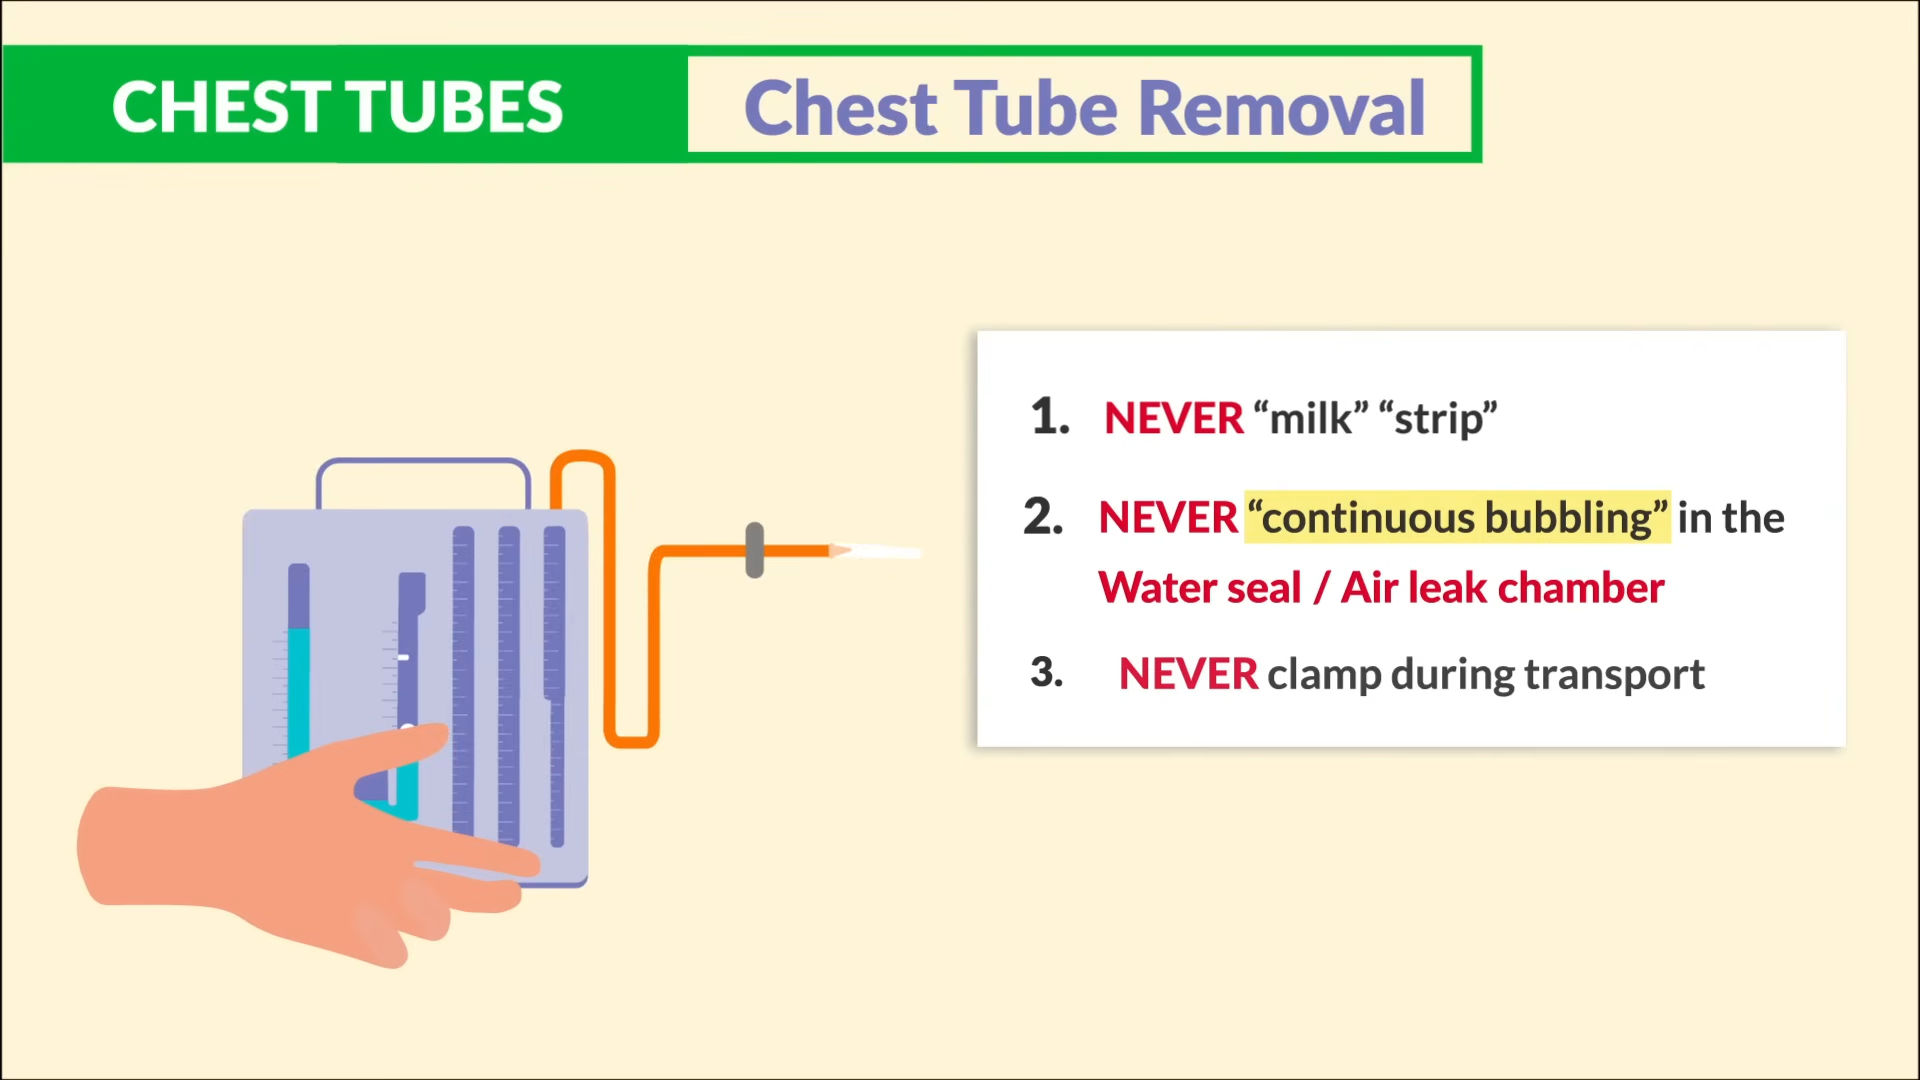 CHEST TUBES
Chest Tube Removal
1. NEVER “milk” “strip”
2. NEVER “continuous bubbling” in the
Water seal / Air leak chamber
3. NEVER clamp during transport